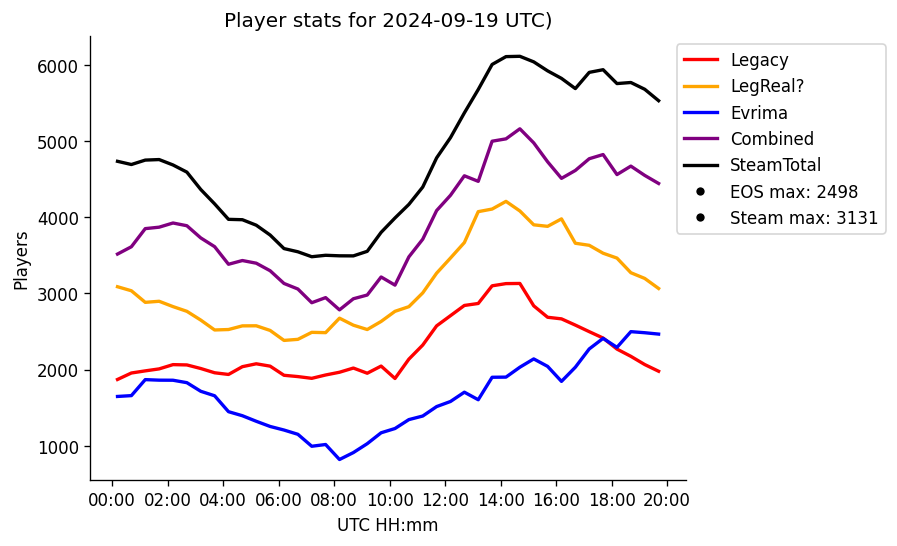 Player stats for 2024-09-19 UTC)
Legacy
LegReal?
Evrima
Combined
SteamTotal
EOS max: 2498
Steam max: 3131
Players
6000
5000
4000
3000
2000
1000
00:00 02:00 04:00 06:00 08:00 10:00 12:00 14:00 16:00 18:00 20:00
UTC HH:mm